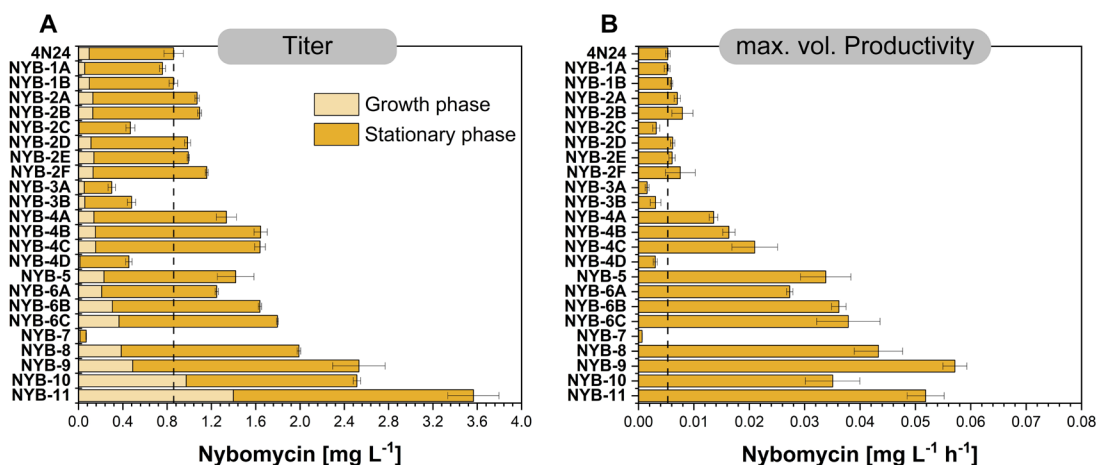 A
Titer
4N24
NYB-1A
NYB-1B
NYB-2A
NYB-2B
NYB-2C
NYB-2D
NYB-2E
NYB-2F
NYB-3A
NYB-3B
NYB-4A
NYB-4B
NYB-4C
NYB-4D
NYB-5
NYB-6A
NYB-6B
NYB-6C
NYB-7
NYB-8
NYB-9
NYB-10
NYB-11
Growth phase
Stationary phase
0.0 0.4 0.8 1.2 1.6 2.0 2.4 2.8 3.2 3.6 4.0
Nybomycin [mg L⁻¹]
B
max. vol. Productivity
4N24
NYB-1A
NYB-1B
NYB-2A
NYB-2B
NYB-2C
NYB-2D
NYB-2E
NYB-2F
NYB-3A
NYB-3B
NYB-4A
NYB-4B
NYB-4C
NYB-4D
NYB-5
NYB-6A
NYB-6B
NYB-6C
NYB-7
NYB-8
NYB-9
NYB-10
NYB-11
0.00 0.01 0.02 0.03 0.04 0.05 0.06 0.07 0.08
Nybomycin [mg L⁻¹ h⁻¹]